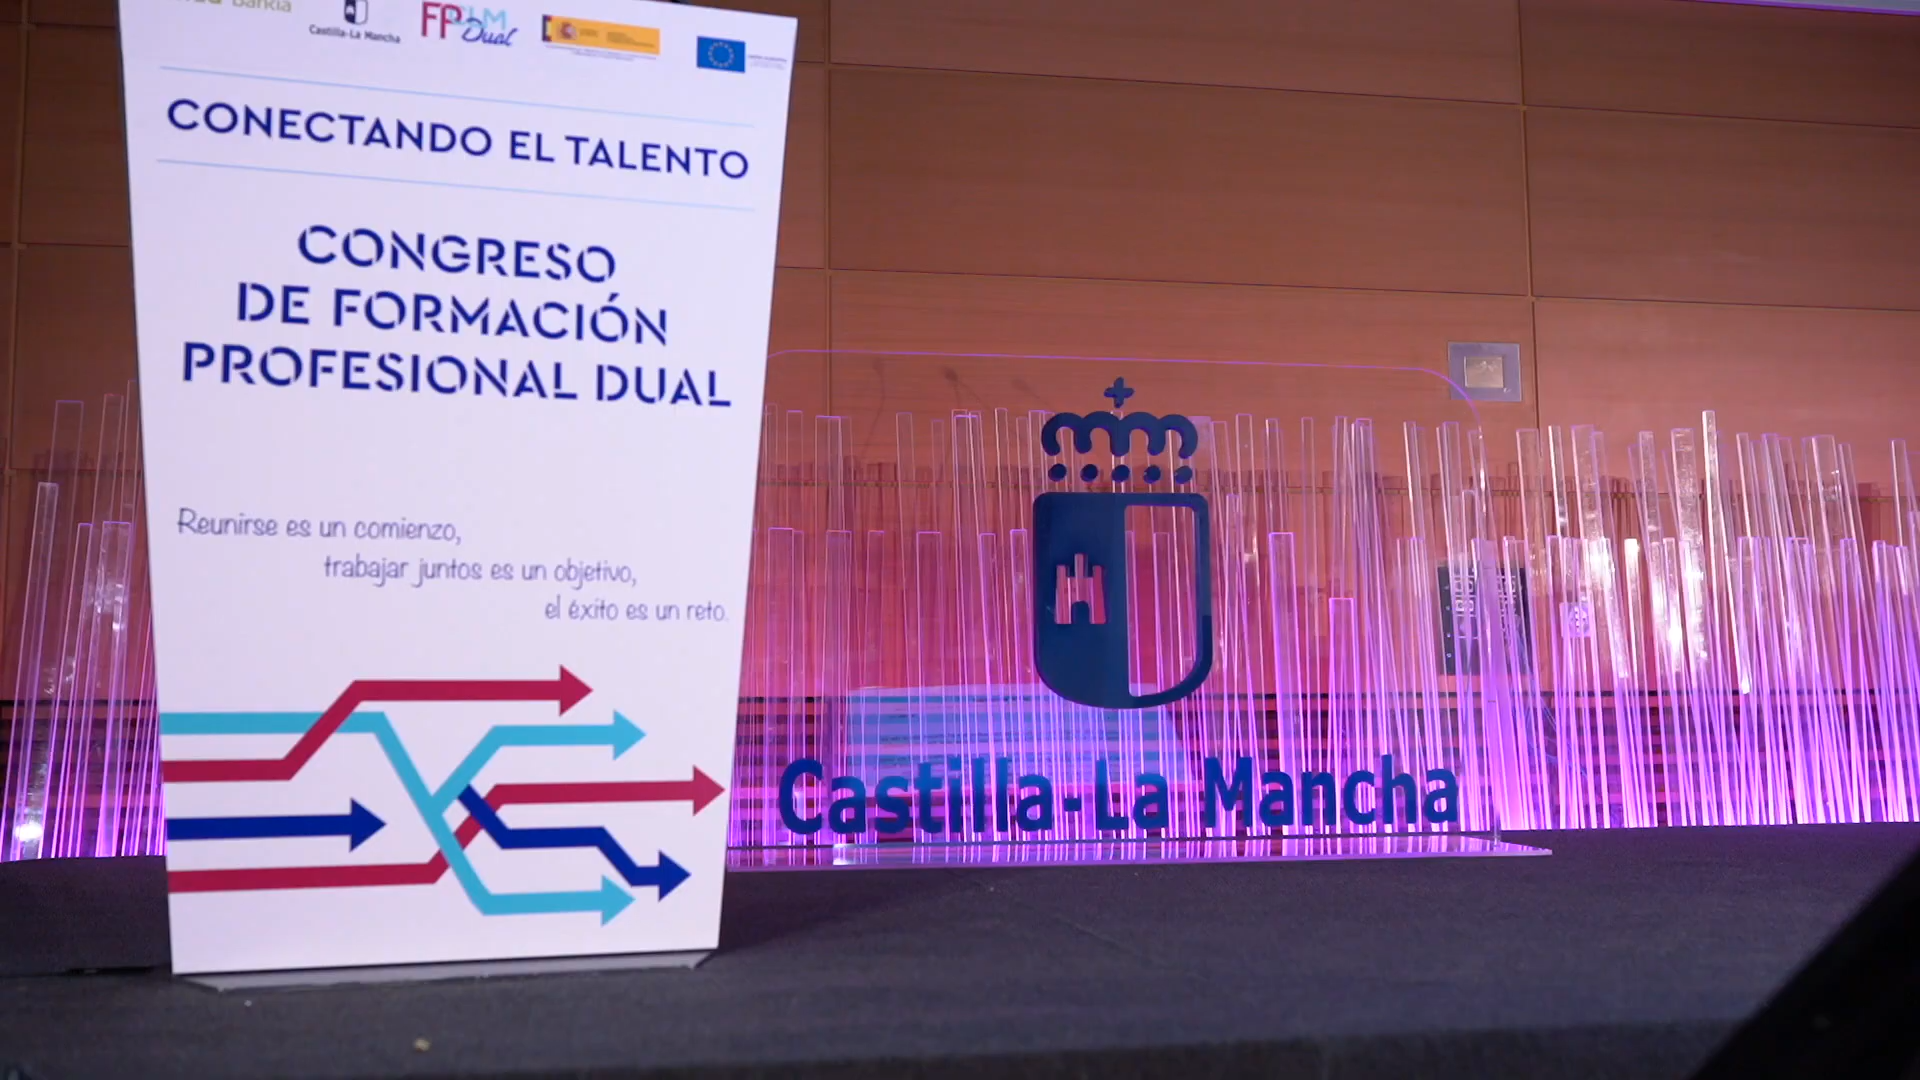 Bankia
Castilla-La Mancha
FP CLM
Dual
CONECTANDO EL TALENTO
CONGRESO
DE FORMACIÓN
PROFESIONAL DUAL
Reunirse es un comienzo,
trabajar juntos es un objetivo,
el éxito es un reto.
Castilla-La Mancha